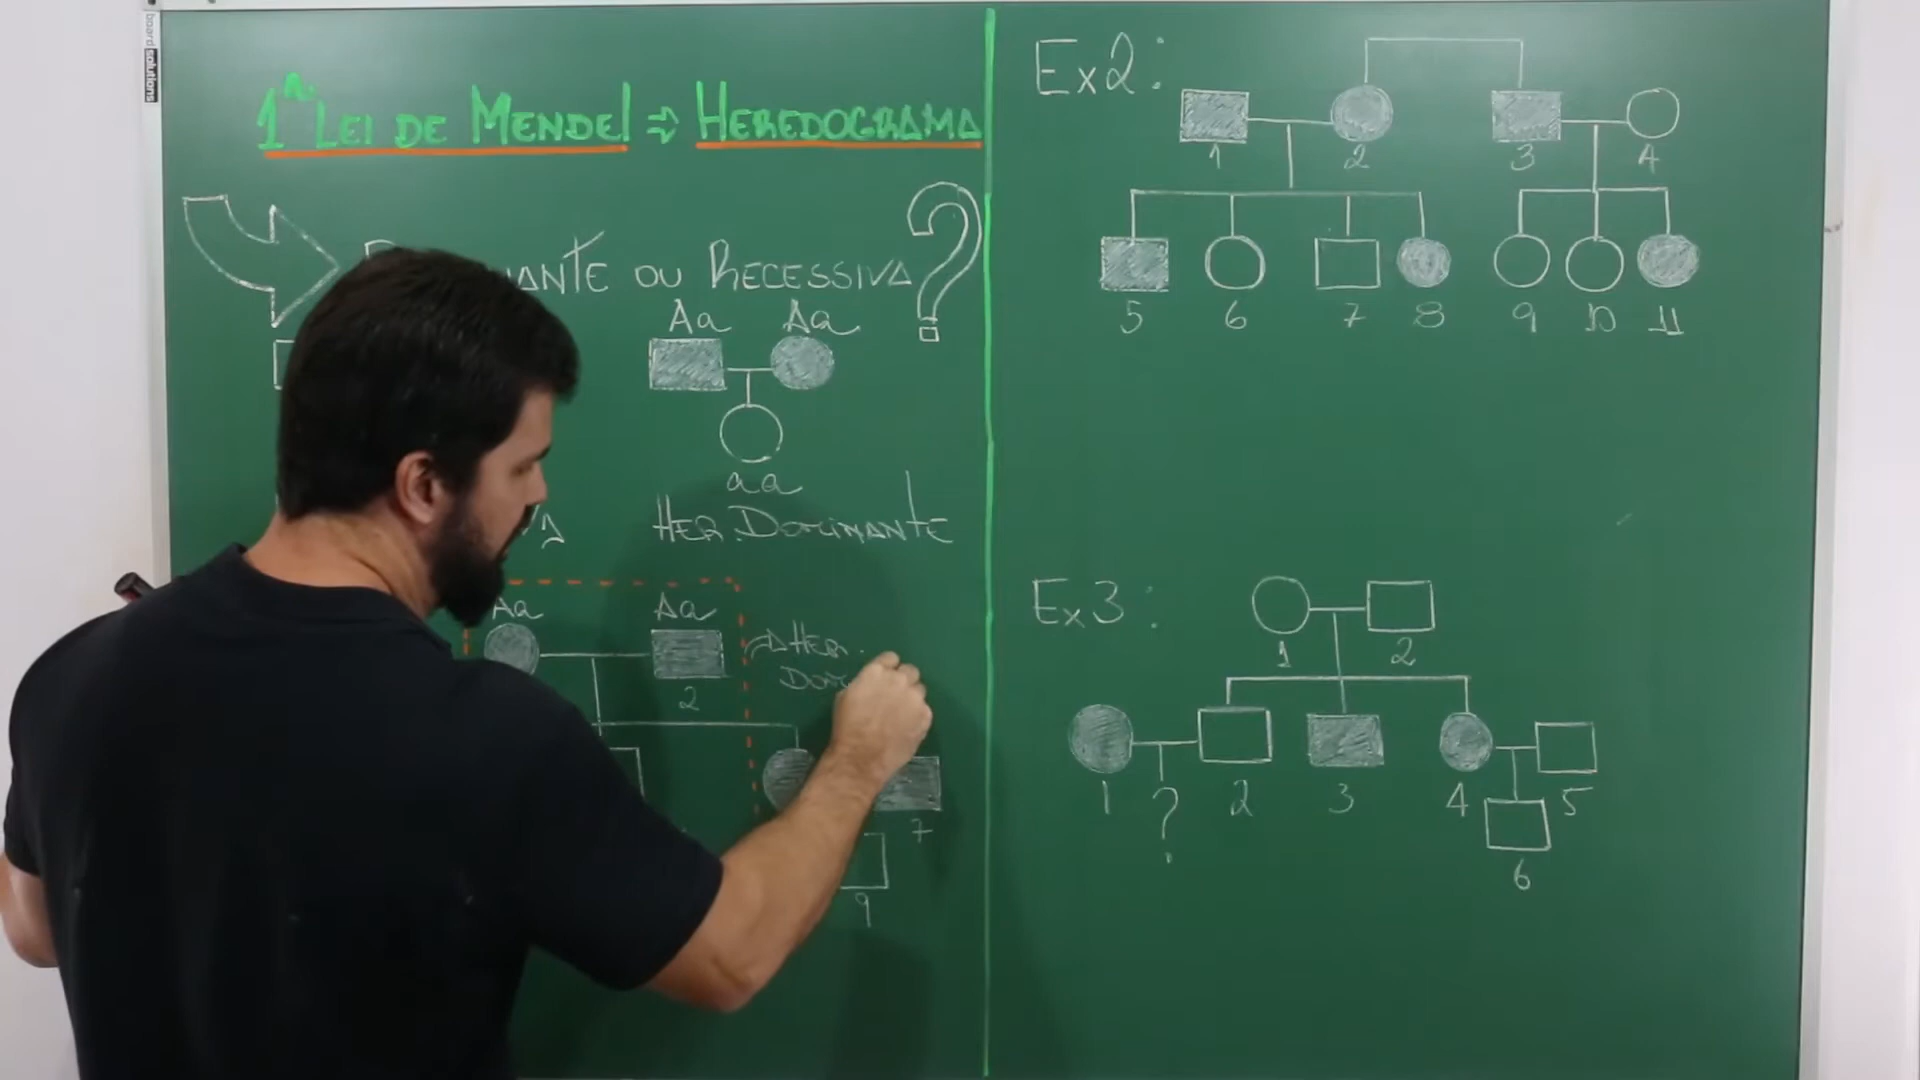 board solutions
1ª LEI DE MENDEL ⇒ HEREDOGRAMA
OU RECESSIVA ?
Aa Aa
aa
HER. DOMINANTE
Aa Aa
HER.
2
7
9
Ex2:
1 2 3 4
5 6 7 8 9 10 11
Ex3:
1 2
1 ? 2 3 4 5
6